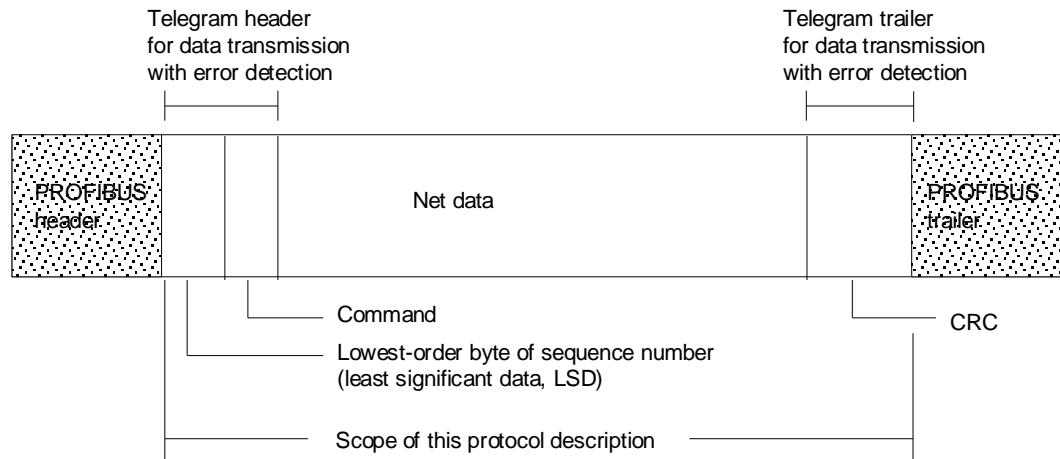 Telegram header
for data transmission
with error detection
Telegram trailer
for data transmission
with error detection
PROFIBUS
header
Net data
PROFIBUS
trailer
Command
CRC
Lowest-order byte of sequence number
(least significant data, LSD)
Scope of this protocol description